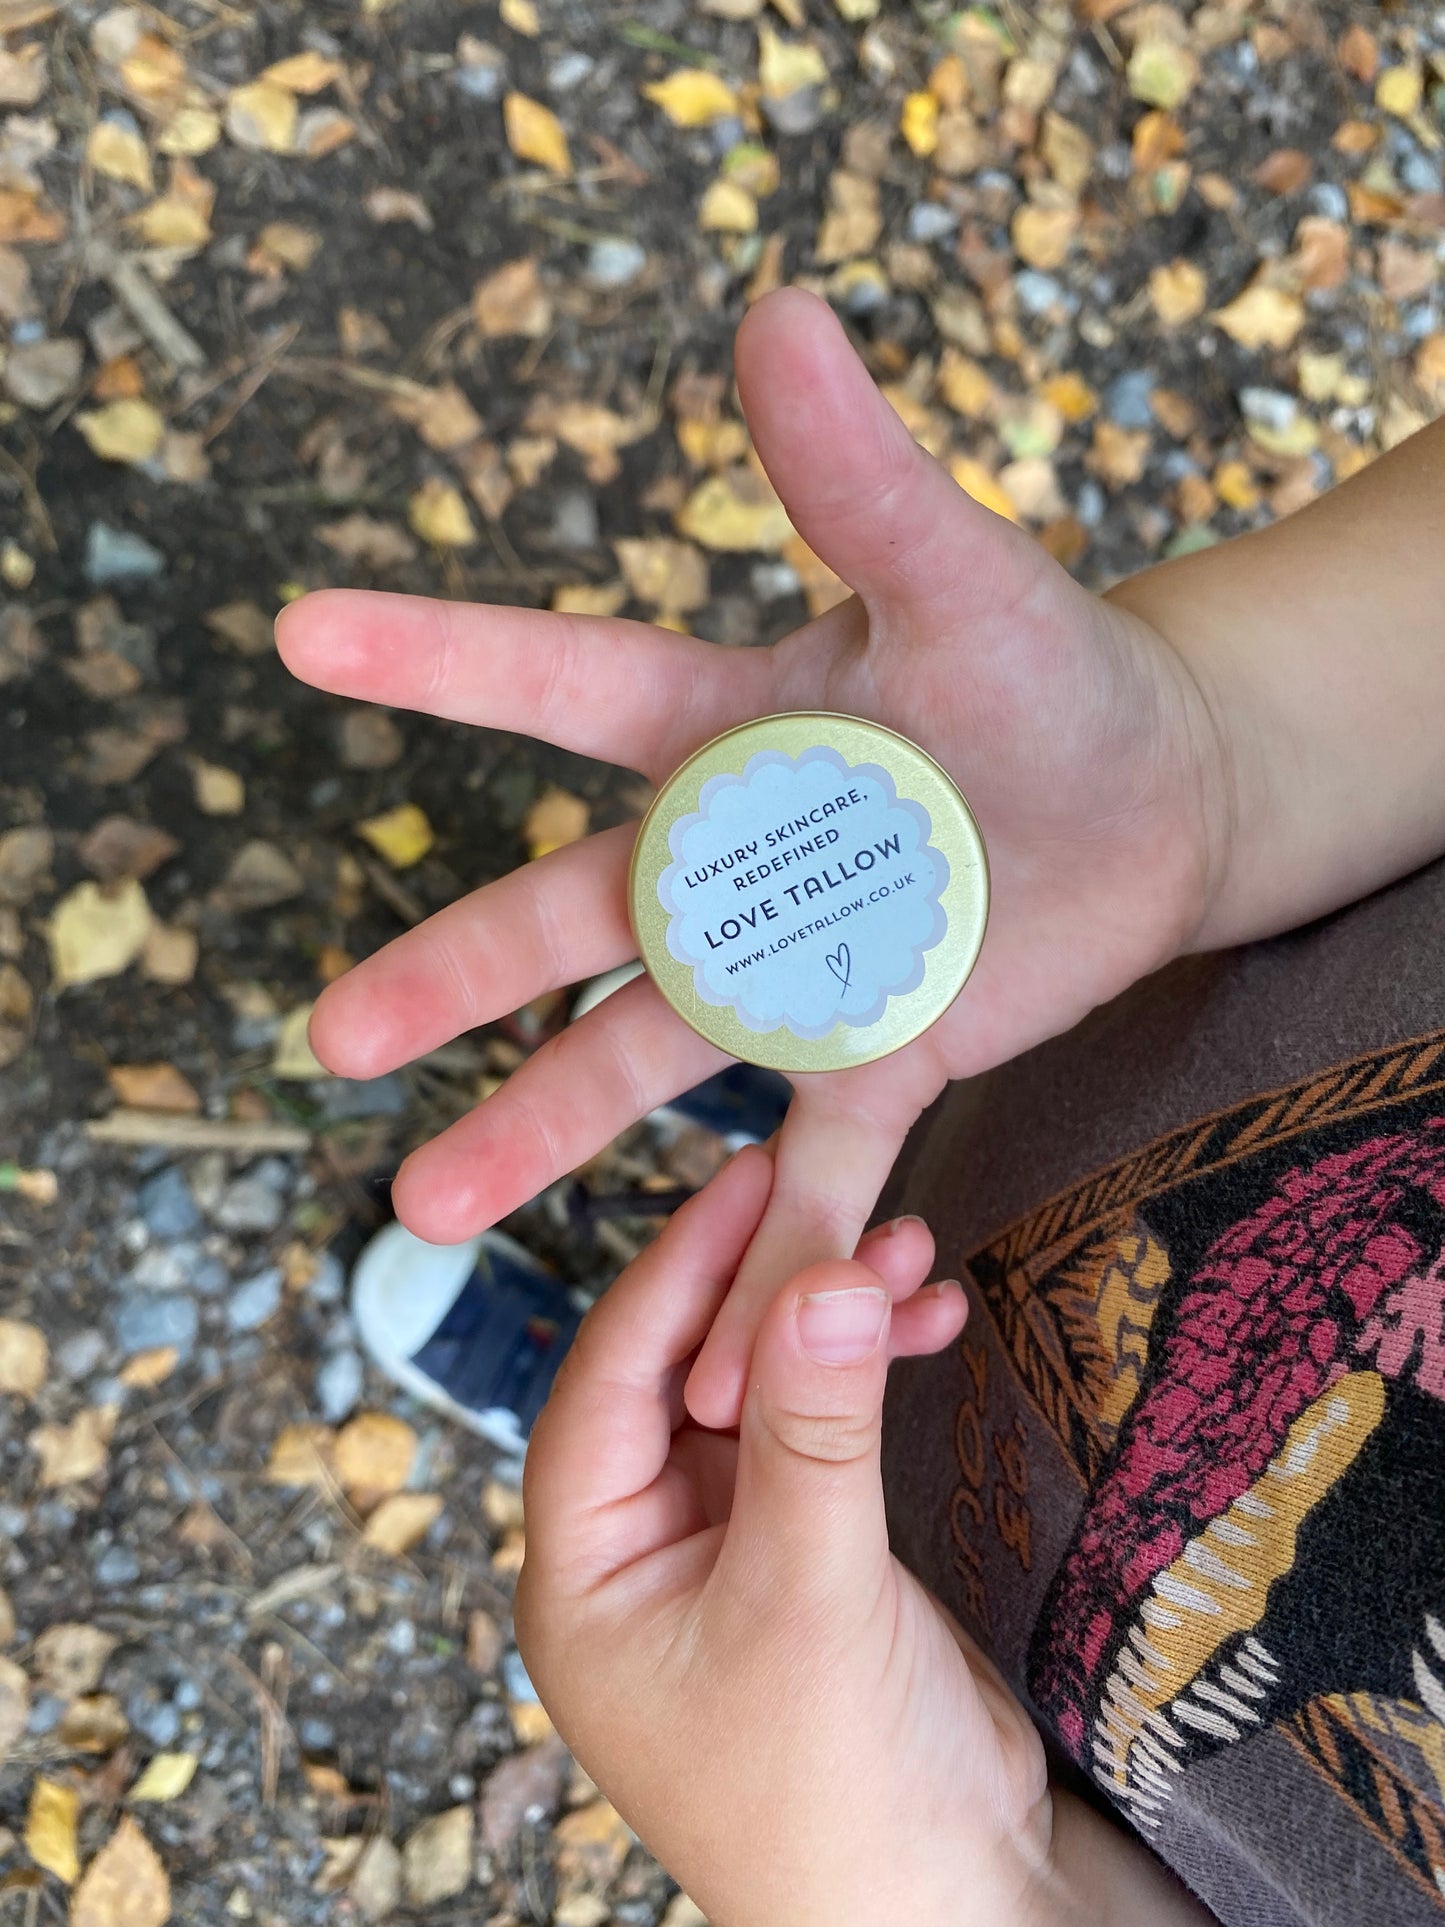 LUXURY SKINCARE,
REDEFINED
LOVE TALLOW
WWW.LOVETALLOW.CO.UK